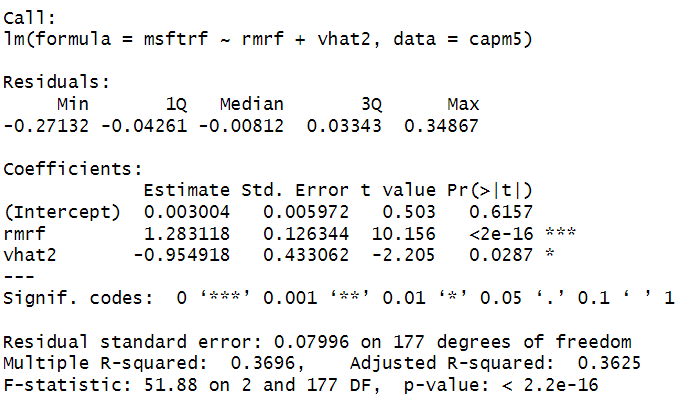 Call:
lm(formula = msftrf ~ rmrf + vhat2, data = capm5)
Residuals:
Min 1Q Median 3Q Max
-0.27132 -0.04261 -0.00812 0.03343 0.34867
Coefficients:
Estimate Std. Error t value Pr(>|t|)
(Intercept) 0.003004 0.005972 0.503 0.6157
rmrf 1.283118 0.126344 10.156 <2e-16 ***
vhat2 -0.954918 0.433062 -2.205 0.0287 *
---
Signif. codes: 0 ‘***’ 0.001 ‘**’ 0.01 ‘*’ 0.05 ‘.’ 0.1 ‘ ’ 1
Residual standard error: 0.07996 on 177 degrees of freedom
Multiple R-squared: 0.3696, Adjusted R-squared: 0.3625
F-statistic: 51.88 on 2 and 177 DF, p-value: < 2.2e-16